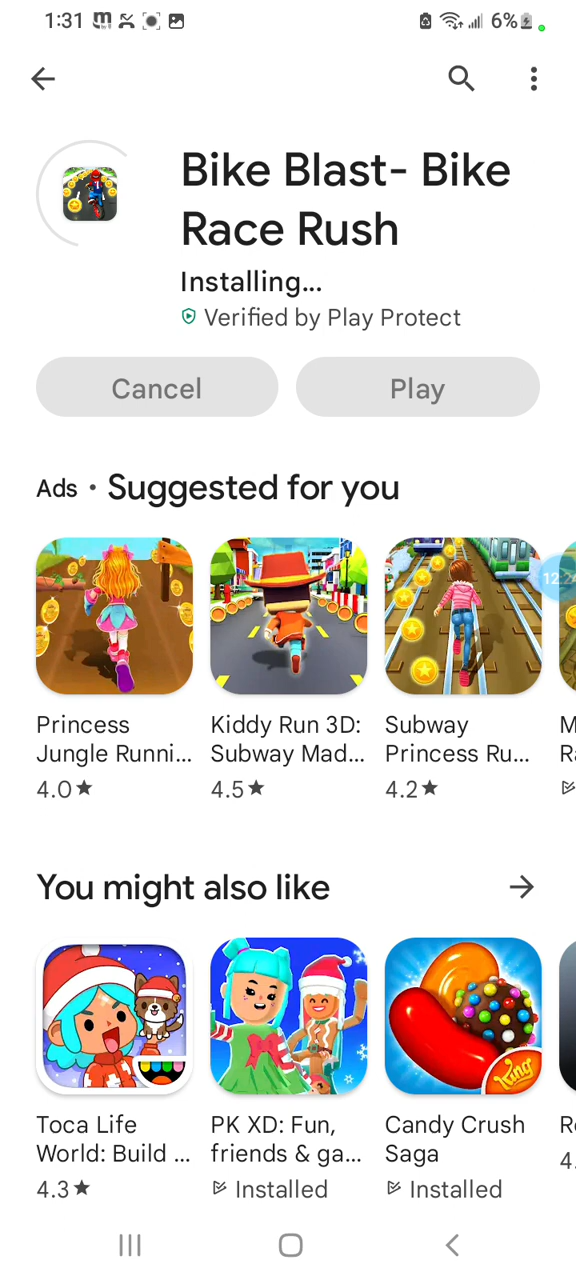 1:31
6%
Bike Blast- Bike
Race Rush
Installing...
Verified by Play Protect
Cancel
Play
Ads • Suggested for you
Princess
Jungle Runni...
4.0★
Kiddy Run 3D:
Subway Mad...
4.5★
Subway
Princess Ru...
4.2★
You might also like
Toca Life
World: Build ...
4.3★
PK XD: Fun,
friends & ga...
Installed
King
Candy Crush
Saga
Installed